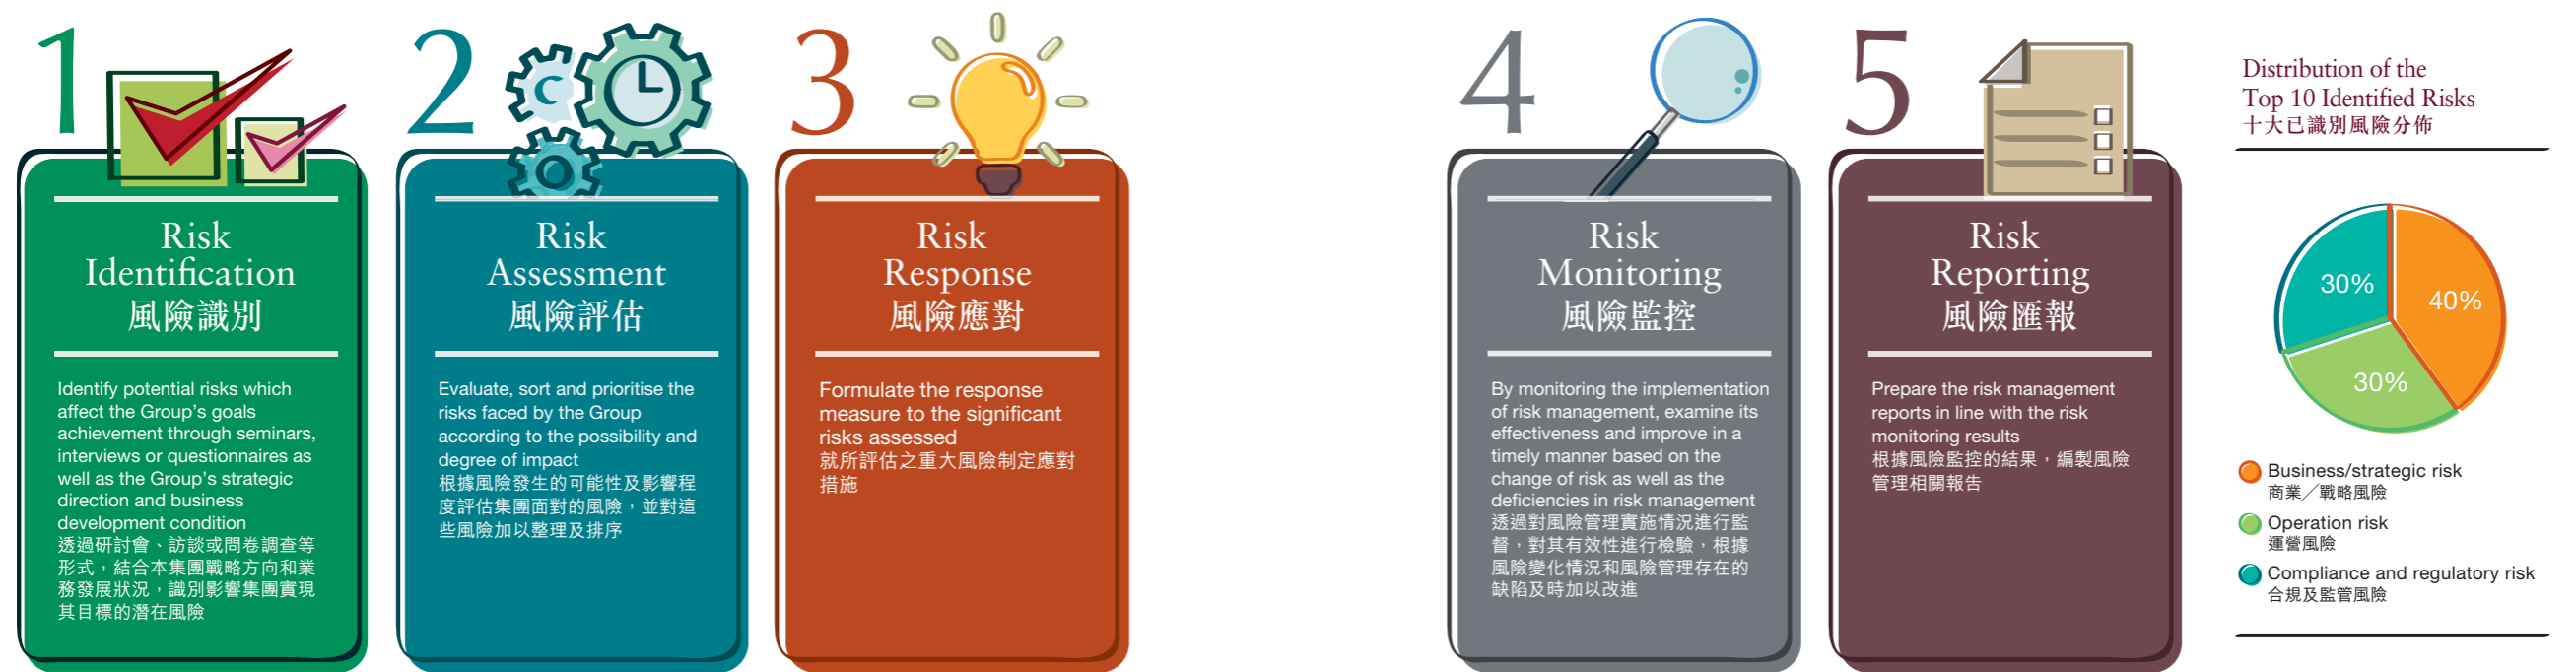 1
Risk
Identification
風險識別
Identify potential risks which
affect the Group's goals
achievement through seminars,
interviews or questionnaires as
well as the Group's strategic
direction and business
development condition
透過研討會、訪談或問卷調查等
形式，結合本集團戰略方向和業
務發展狀況，識別影響集團實現
其目標的潛在風險
2
Risk
Assessment
風險評估
Evaluate, sort and prioritise the
risks faced by the Group
according to the possibility and
degree of impact
根據風險發生的可能性及影響程
度評估集團面對的風險，並對這
些風險加以整理及排序
3
Risk
Response
風險應對
Formulate the response
measure to the significant
risks assessed
就所評估之重大風險制定應對
措施
4
Risk
Monitoring
風險監控
By monitoring the implementation
of risk management, examine its
effectiveness and improve in a
timely manner based on the
change of risk as well as the
deficiencies in risk management
透過對風險管理實施情況進行監
督，對其有效性進行檢驗，根據
風險變化情況和風險管理存在的
缺陷及時加以改進
5
Risk
Reporting
風險匯報
Prepare the risk management
reports in line with the risk
monitoring results
根據風險監控的結果，編製風險
管理相關報告
Distribution of the
Top 10 Identified Risks
十大已識別風險分佈
30%
40%
30%
Business/strategic risk
商業／戰略風險
Operation risk
運營風險
Compliance and regulatory risk
合規及監管風險